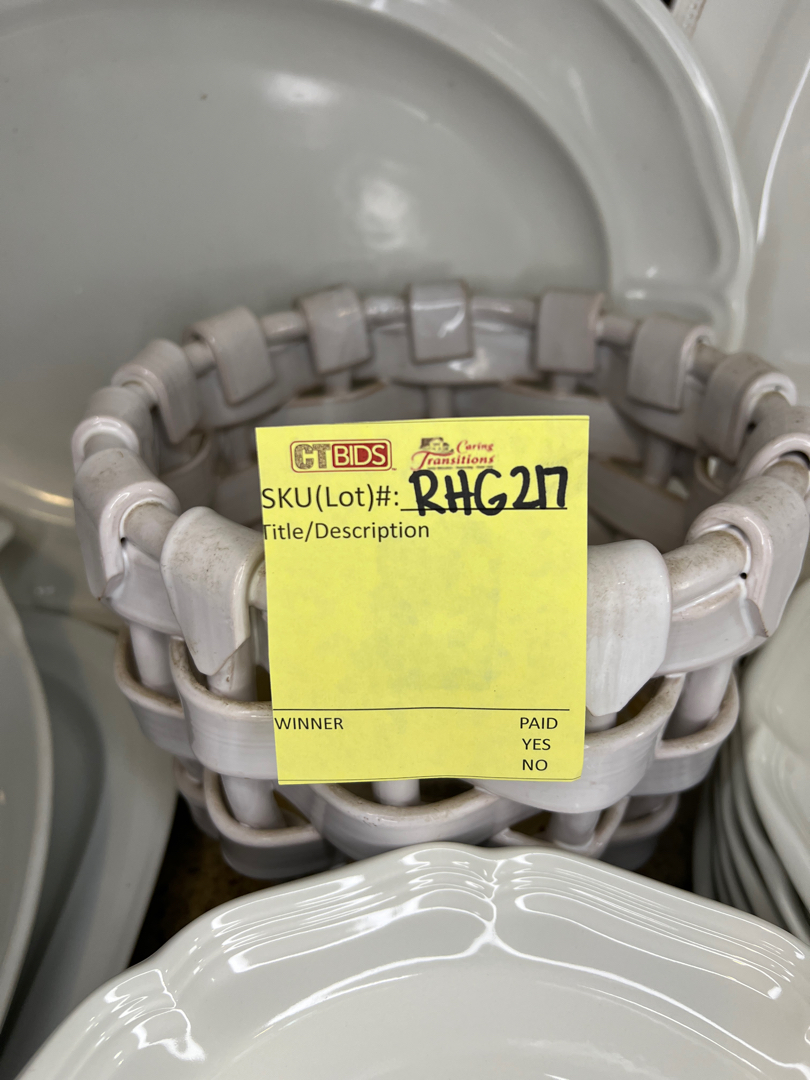 CTBIDS Caring Transitions
SKU(Lot)#: RHG217
Title/Description
WINNER PAID
YES
NO